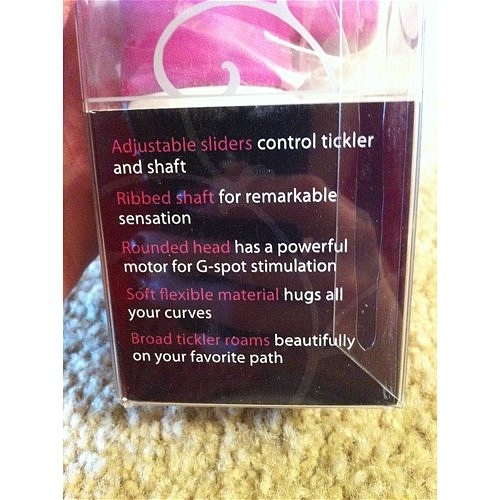 Adjustable sliders control tickler
and shaft
Ribbed shaft for remarkable
sensation
Rounded head has a powerful
motor for G-spot stimulation
Soft flexible material hugs all
your curves
Broad tickler roams beautifully
on your favorite path